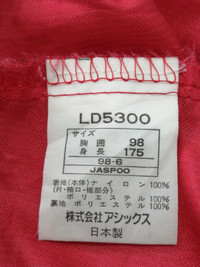 LD5300
サイズ
胸囲 98
身長 175
98-6
JASPOO
表地(本体)ナイロン 100%
(片・袖口・裾部分)
ポリエステル 100%
裏地 ポリエステル 100%
株式会社アシックス
日本製